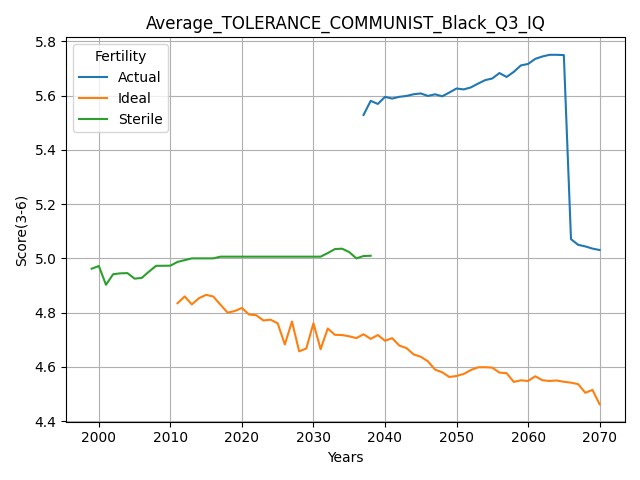 Average_TOLERANCE_COMMUNIST_Black_Q3_IQ
Fertility
Actual
Ideal
Sterile
Score(3-6)
5.8
5.6
5.4
5.2
5.0
4.8
4.6
4.4
2000 2010 2020 2030 2040 2050 2060 2070
Years